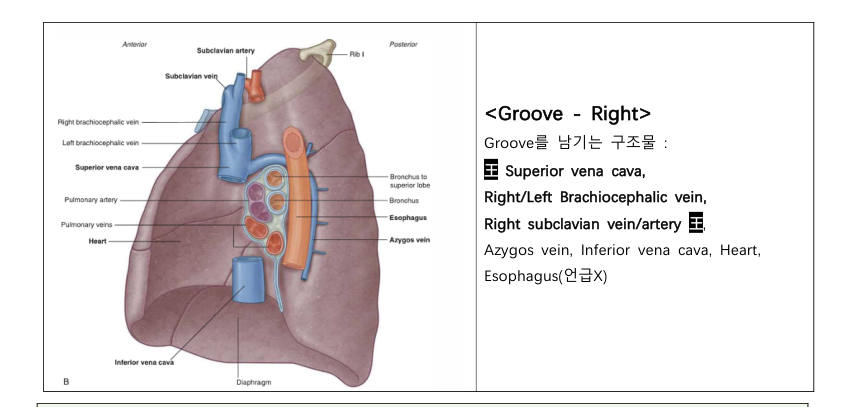 Anterior
Posterior
Subclavian artery
Rib I
Subclavian vein
Right brachiocephalic vein
Left brachiocephalic vein
Superior vena cava
Bronchus to
superior lobe
Pulmonary artery
Bronchus
Esophagus
Pulmonary veins
Heart
Azygos vein
Inferior vena cava
B
Diaphragm
<Groove - Right>
Groove를 남기는 구조물 :
王 Superior vena cava,
Right/Left Brachiocephalic vein,
Right subclavian vein/artery 王,
Azygos vein, Inferior vena cava, Heart,
Esophagus(언급X)